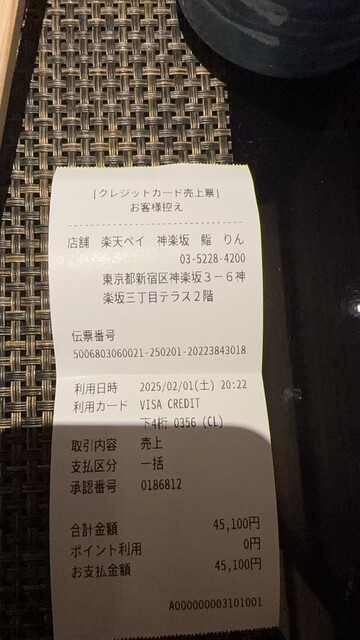 [クレジットカード売上票]
お客様控え
店舗 楽天ペイ 神楽坂 鮨 りん
03-5228-4200
東京都新宿区神楽坂３－６神
楽坂三丁目テラス２階
伝票番号
5006803060021-250201-20223843018
利用日時 2025/02/01(土) 20:22
利用カード VISA CREDIT
下4桁 0356 (CL)
取引内容 売上
支払区分 一括
承認番号 0186812
合計金額 45,100円
ポイント利用 0円
お支払金額 45,100円
A000000003101001